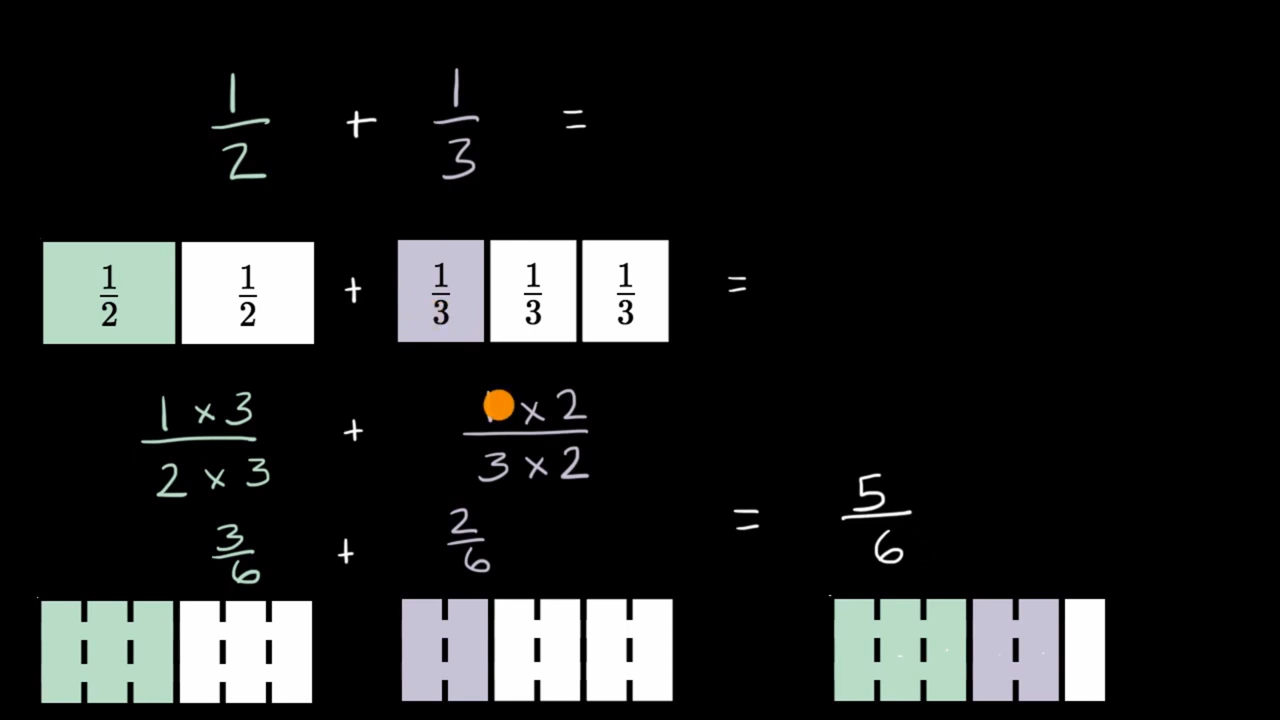 1/2 + 1/3 =
1/2 1/2 + 1/3 1/3 1/3 =
1 x 3 / 2 x 3 + 1 x 2 / 3 x 2
3/6 + 2/6 = 5/6